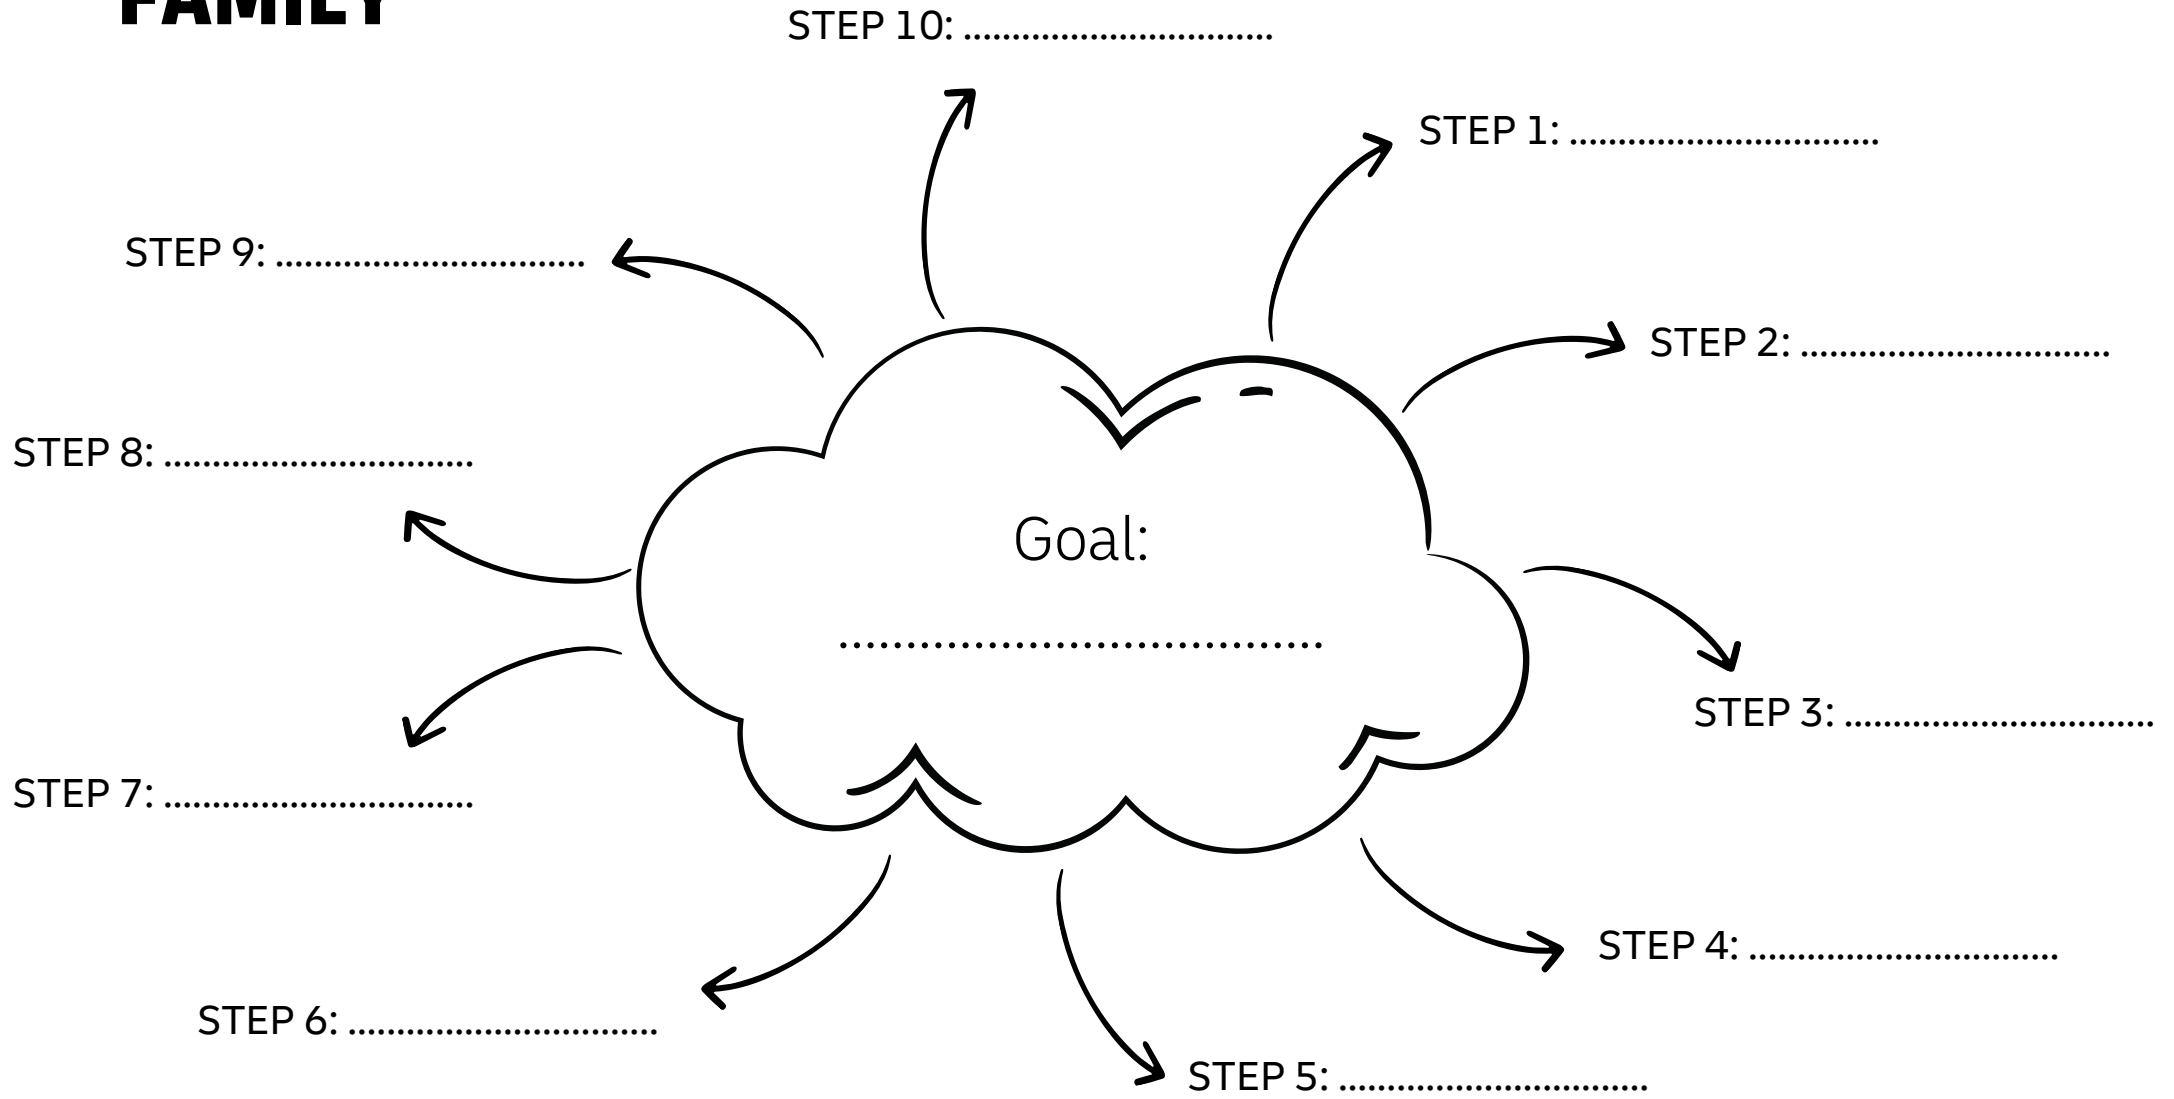 FAMILY
STEP 10: ................................
STEP 1: ................................
STEP 9: ................................
STEP 2: ................................
STEP 8: ................................
Goal:
....................................
STEP 3: ................................
STEP 7: ................................
STEP 4: ................................
STEP 6: ................................
STEP 5: ................................